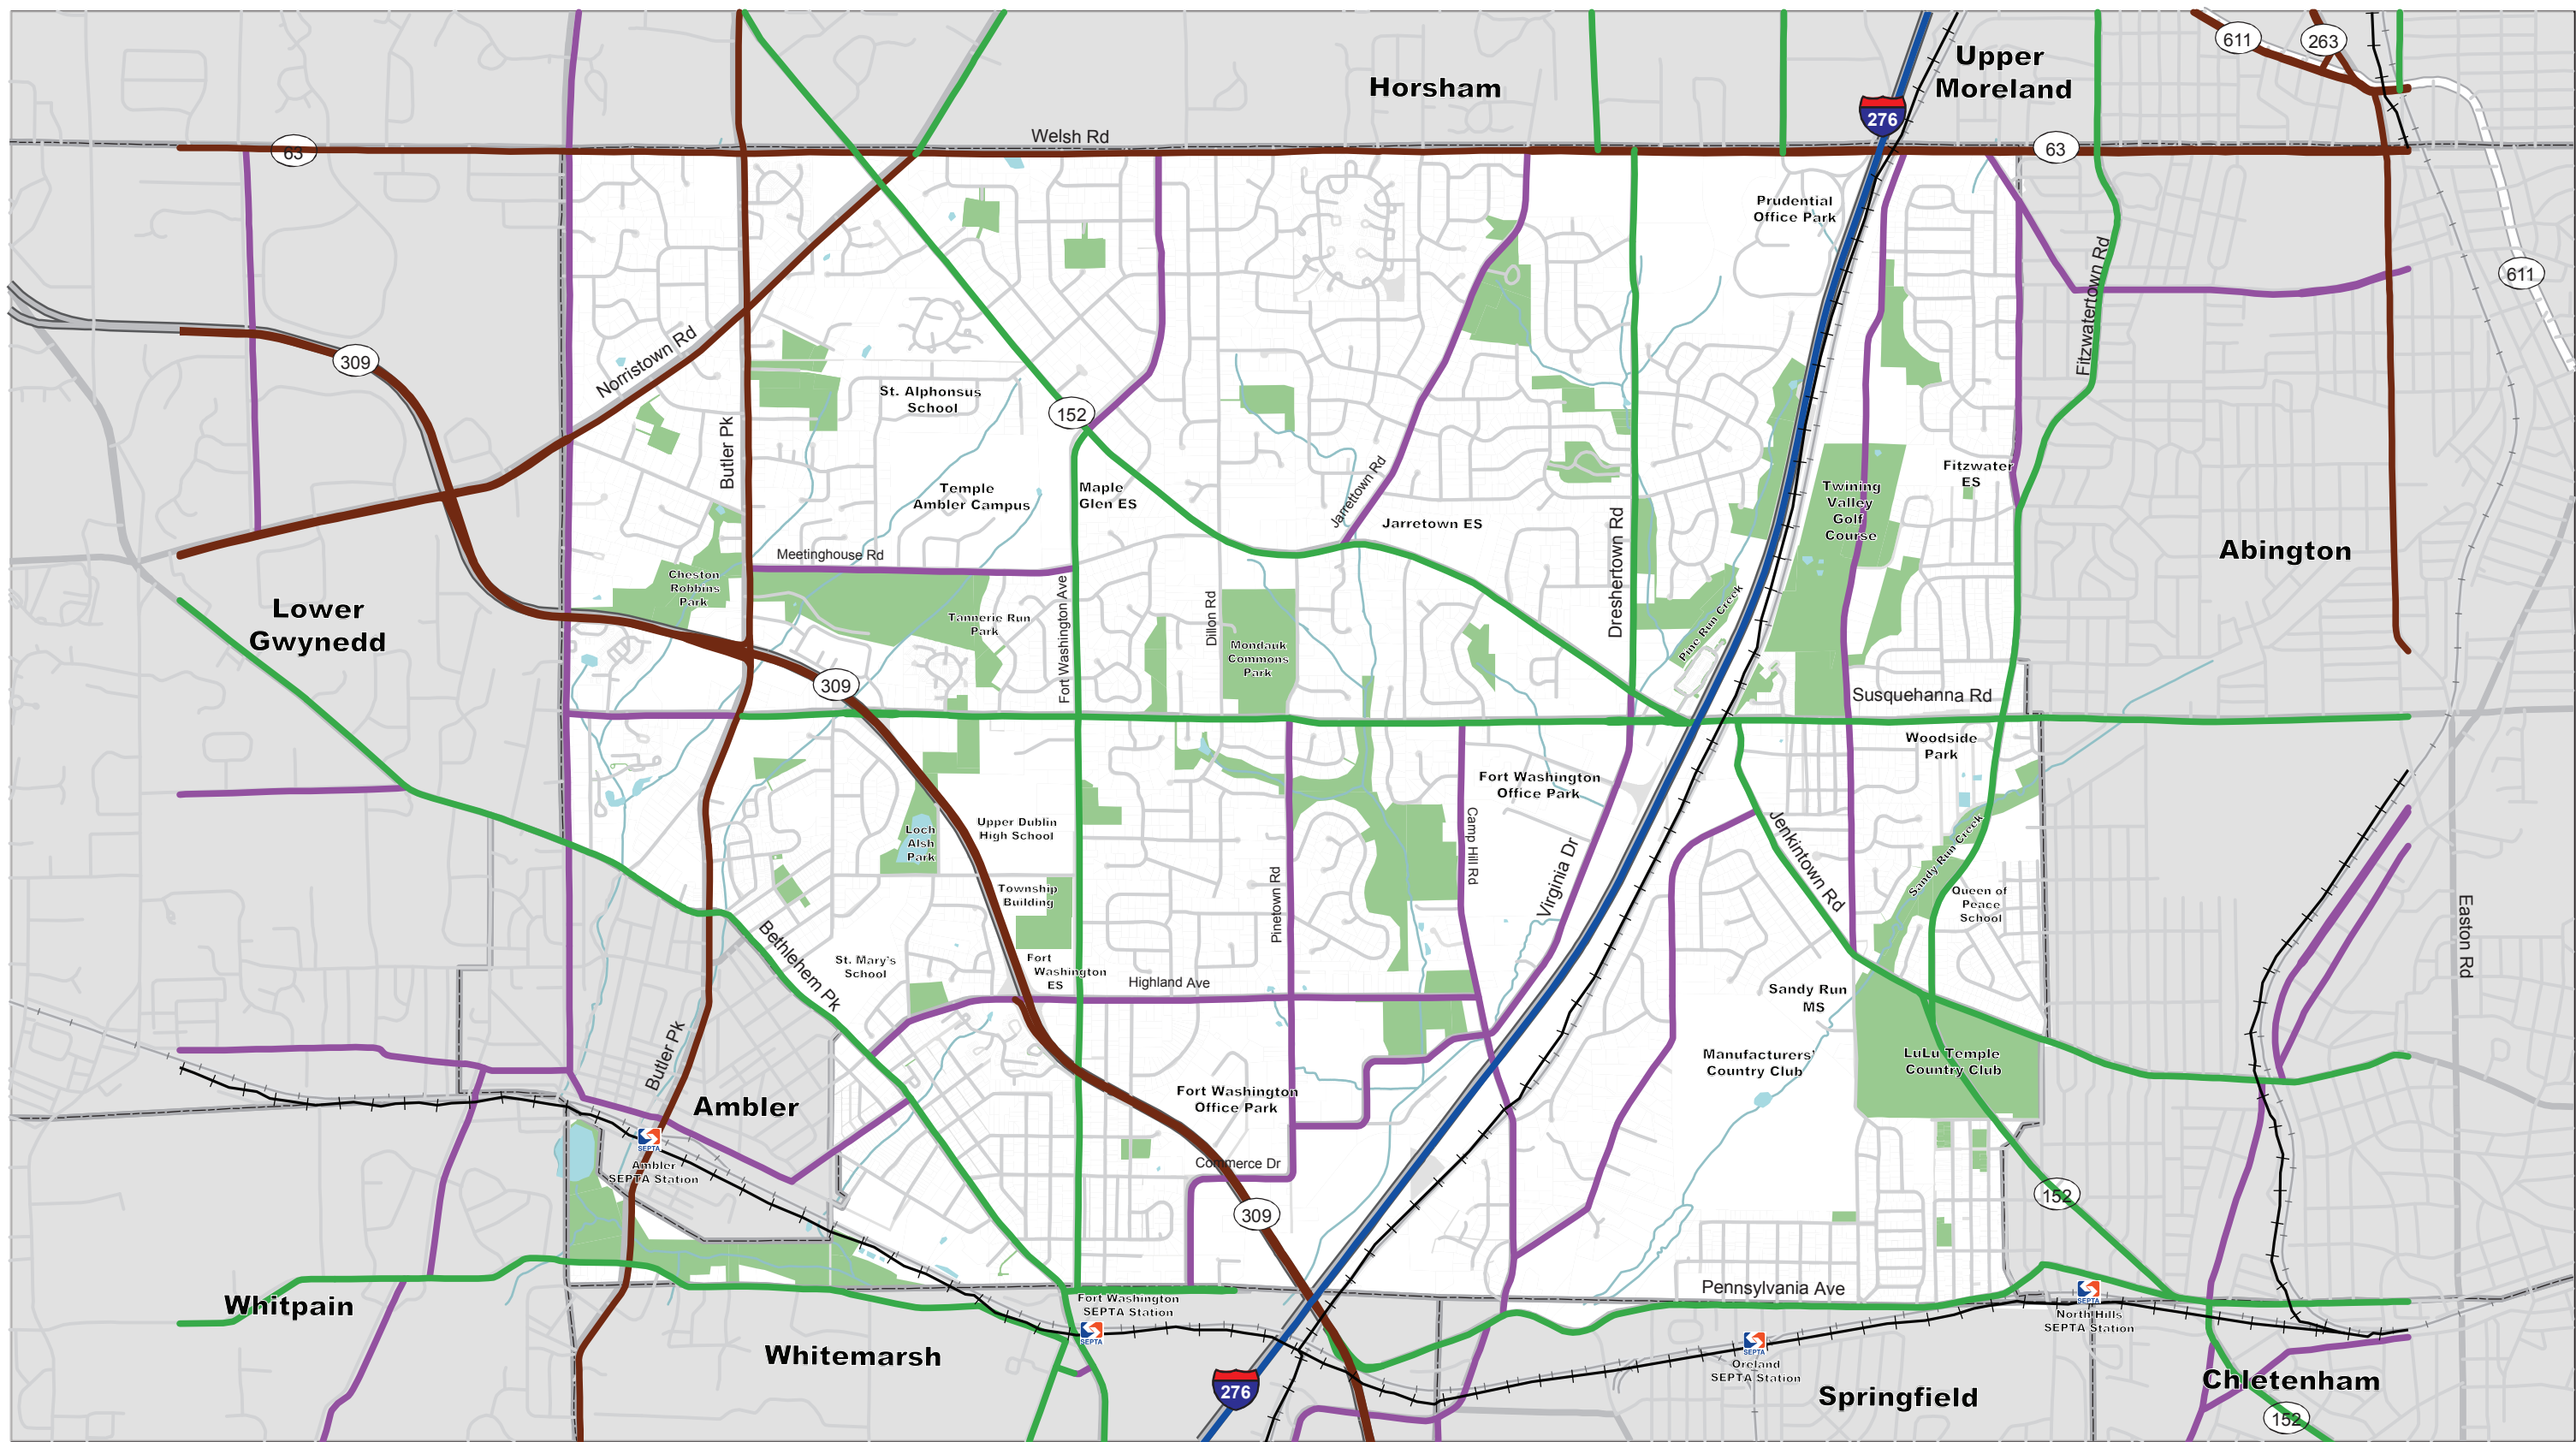 611
263
Upper
Moreland
Horsham
276
Welsh Rd
63
63
Prudential
Office Park
611
Fitzwatertown Rd
309
Norristown Rd
St. Alphonsus
School
152
Butler Pk
Temple
Ambler Campus
Maple
Glen ES
Jarrettown Rd
Jarretown ES
Twining
Valley
Golf
Course
Fitzwater
ES
Dreshertown Rd
Abington
Meetinghouse Rd
Cheston
Robbins
Park
Lower
Gwynedd
Tannerie Run
Park
Fort Washington Ave
Dillon Rd
Mondauk
Commons
Park
Pine Run Creek
309
Susquehanna Rd
Woodside
Park
Fort Washington
Office Park
Loch
Alsh
Park
Upper Dublin
High School
Camp Hill Rd
Virginia Dr
Jenkintown Rd
Sandy Run Creek
Queen of
Peace
School
Township
Building
Pinetown Rd
Easton Rd
Bethlehem Pk
St. Mary's
School
Fort
Washington
ES
Highland Ave
Sandy Run
MS
Butler Pk
Manufacturers'
Country Club
LuLu Temple
Country Club
Ambler
Fort Washington
Office Park
SEPTA
Ambler
SEPTA Station
Commerce Dr
309
152
Whitpain
Pennsylvania Ave
Fort Washington
SEPTA Station
SEPTA
SEPTA
North Hills
SEPTA Station
Whitemarsh
SEPTA
Oreland
SEPTA Station
276
Springfield
Chletenham
152